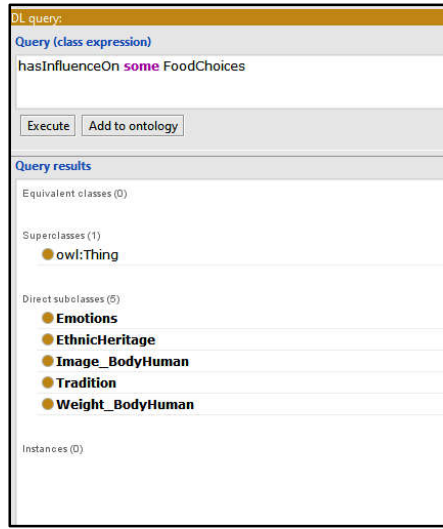 DL query:
Query (class expression)
hasInfluenceOn some FoodChoices
Execute Add to ontology
Query results
Equivalent classes (0)
Superclasses (1)
owl:Thing
Direct subclasses (5)
Emotions
EthnicHeritage
Image_BodyHuman
Tradition
Weight_BodyHuman
Instances (0)